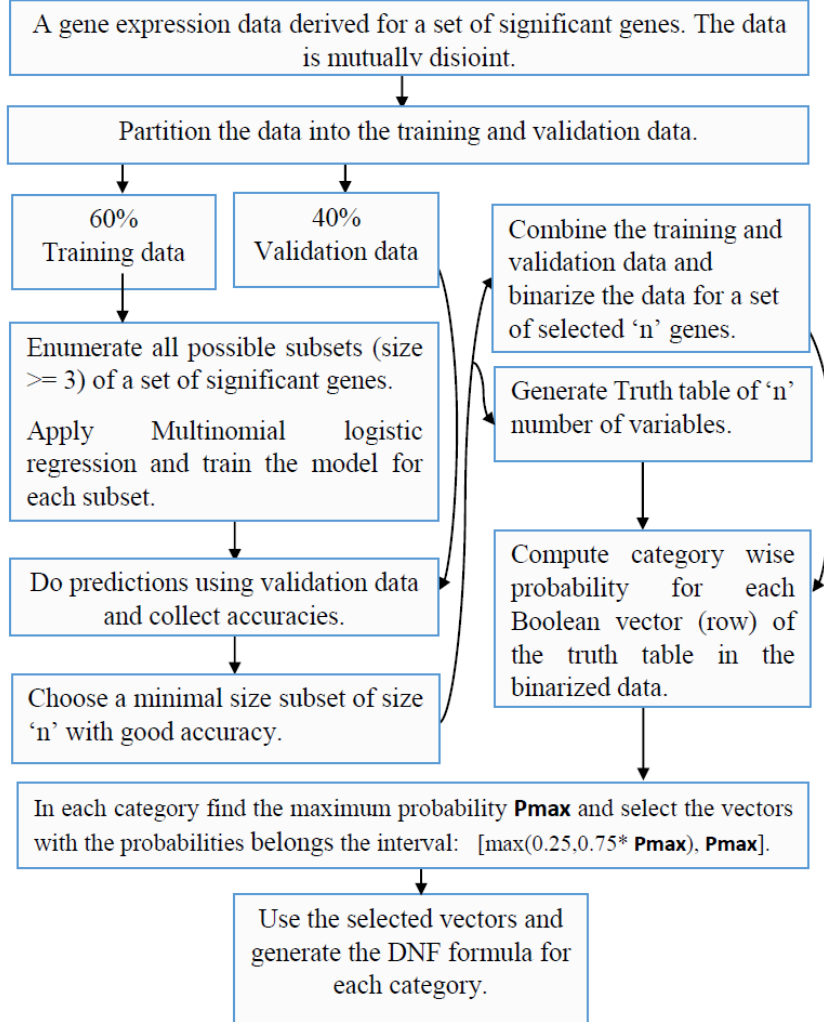 A gene expression data derived for a set of significant genes. The data
is mutually disjoint.
Partition the data into the training and validation data.
60%
Training data
40%
Validation data
Enumerate all possible subsets (size
>= 3) of a set of significant genes.
Apply Multinomial logistic
regression and train the model for
each subset.
Do predictions using validation data
and collect accuracies.
Choose a minimal size subset of size
‘n’ with good accuracy.
Combine the training and
validation data and
binarize the data for a set
of selected ‘n’ genes.
Generate Truth table of ‘n’
number of variables.
Compute category wise
probability for each
Boolean vector (row) of
the truth table in the
binarized data.
In each category find the maximum probability Pmax and select the vectors
with the probabilities belongs the interval: [max(0.25,0.75* Pmax), Pmax].
Use the selected vectors and
generate the DNF formula for
each category.